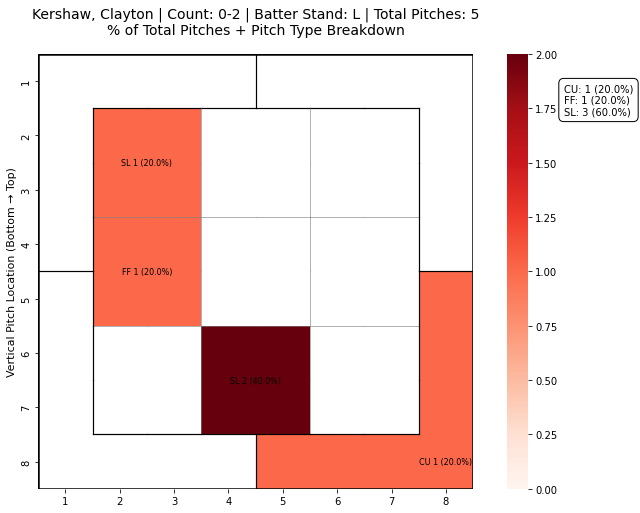 Kershaw, Clayton | Count: 0-2 | Batter Stand: L | Total Pitches: 5
% of Total Pitches + Pitch Type Breakdown
Vertical Pitch Location (Bottom → Top)
1
2
3
4
5
6
7
8
SL 1 (20.0%)
FF 1 (20.0%)
SL 2 (40.0%)
CU 1 (20.0%)
1 2 3 4 5 6 7 8
2.00
1.75
1.50
1.25
1.00
0.75
0.50
0.25
0.00
CU: 1 (20.0%)
FF: 1 (20.0%)
SL: 3 (60.0%)